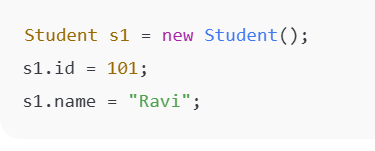 Student s1 = new Student();
s1.id = 101;
s1.name = "Ravi";